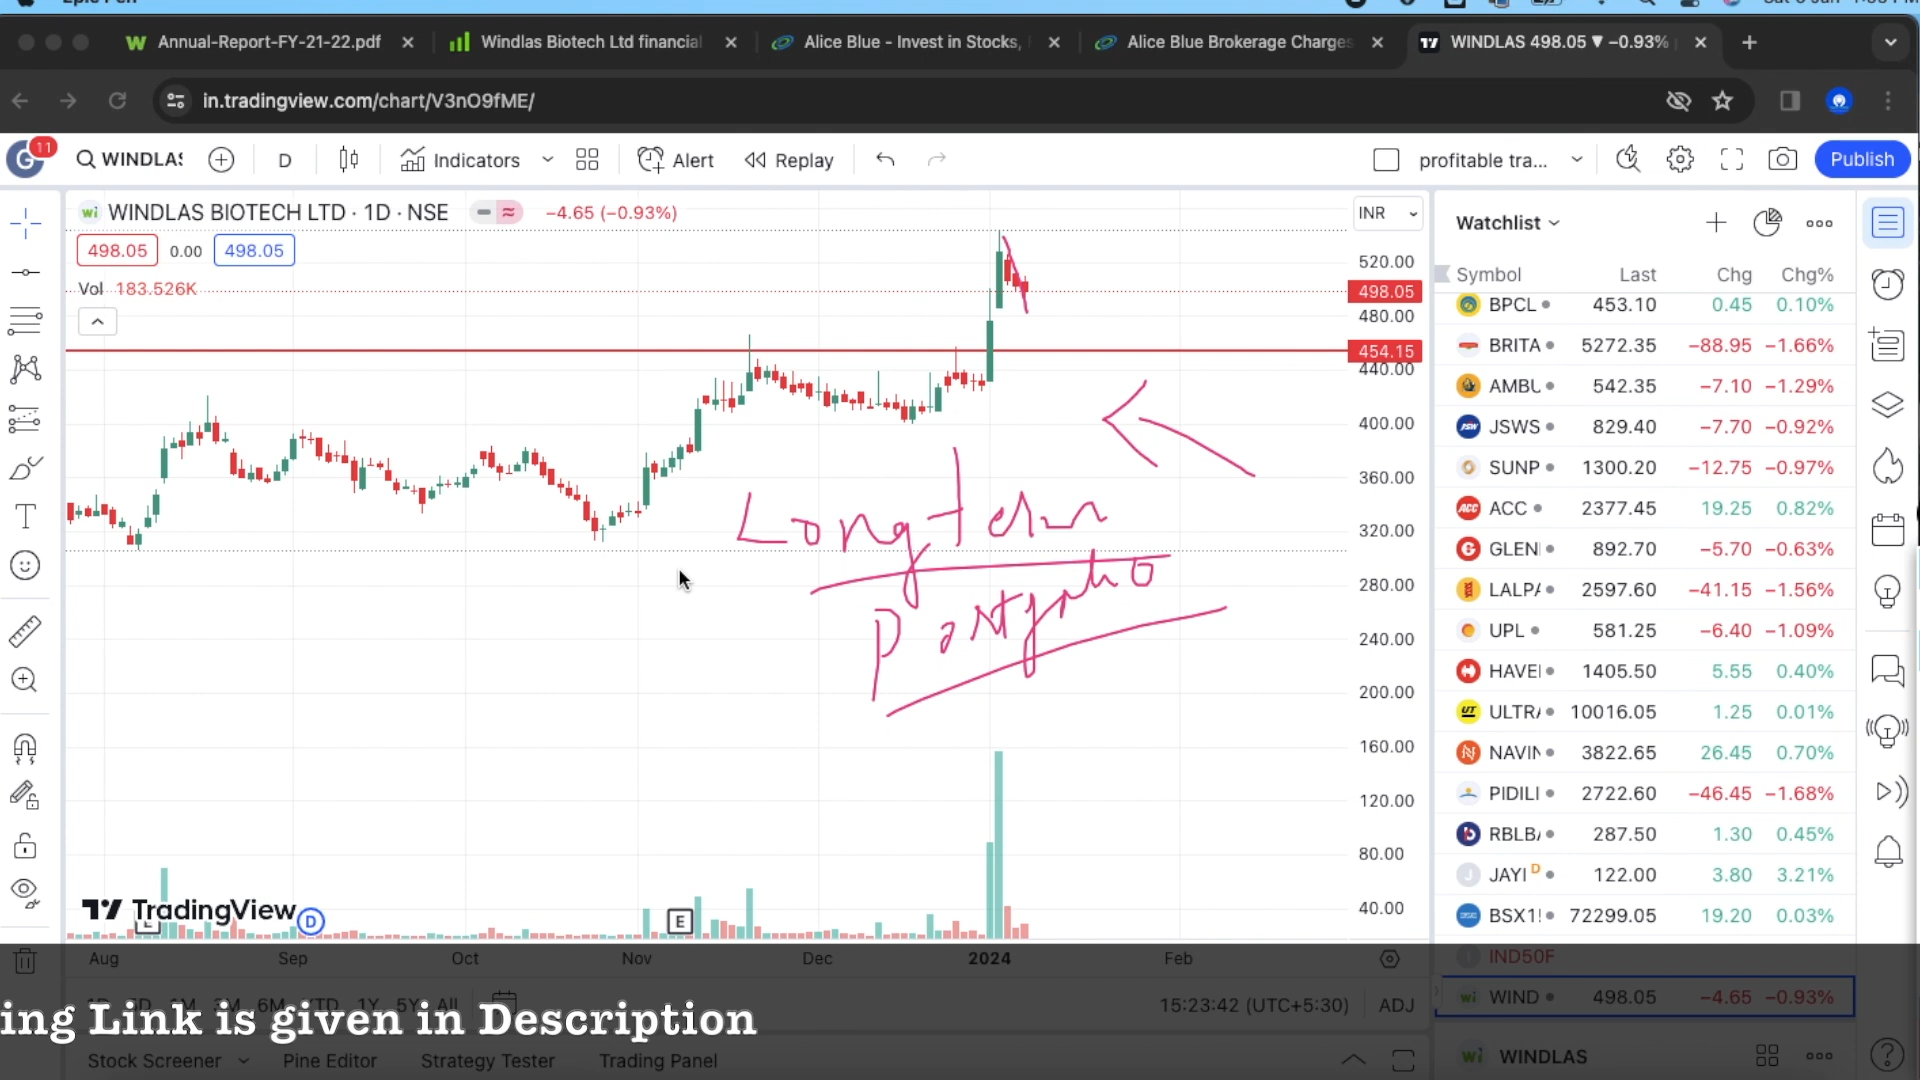 Annual-Report-FY-21-22.pdf
Windlas Biotech Ltd financial
Alice Blue - Invest in Stocks,
Alice Blue Brokerage Charges
WINDLAS 498.05 ▼ −0.93%
in.tradingview.com/chart/V3nO9fME/
G 11
WINDLAS
D
Indicators
Alert
Replay
profitable tra...
Publish
WINDLAS BIOTECH LTD · 1D · NSE
−4.65 (−0.93%)
INR
498.05 0.00 498.05
Vol 183.526K
520.00
498.05
480.00
454.15
440.00
400.00
360.00
320.00
280.00
240.00
200.00
160.00
120.00
80.00
40.00
Long term
Portfolio
TradingView
D
E
Aug Sep Oct Nov Dec 2024 Feb
1D 5D 1M 3M 6M YTD 1Y 5Y All
15:23:42 (UTC+5:30) ADJ
ing Link is given in Description
Stock Screener Pine Editor Strategy Tester Trading Panel
Watchlist
Symbol Last Chg Chg%
BPCL 453.10 0.45 0.10%
BRITA 5272.35 −88.95 −1.66%
AMBU 542.35 −7.10 −1.29%
JSWS 829.40 −7.70 −0.92%
SUNP 1300.20 −12.75 −0.97%
ACC 2377.45 19.25 0.82%
GLEN 892.70 −5.70 −0.63%
LALPA 2597.60 −41.15 −1.56%
UPL 581.25 −6.40 −1.09%
HAVE 1405.50 5.55 0.40%
ULTRA 10016.05 1.25 0.01%
NAVIN 3822.65 26.45 0.70%
PIDILI 2722.60 −46.45 −1.68%
RBLBA 287.50 1.30 0.45%
JAYI D 122.00 3.80 3.21%
BSX1! 72299.05 19.20 0.03%
IND50F
WIND 498.05 −4.65 −0.93%
WINDLAS